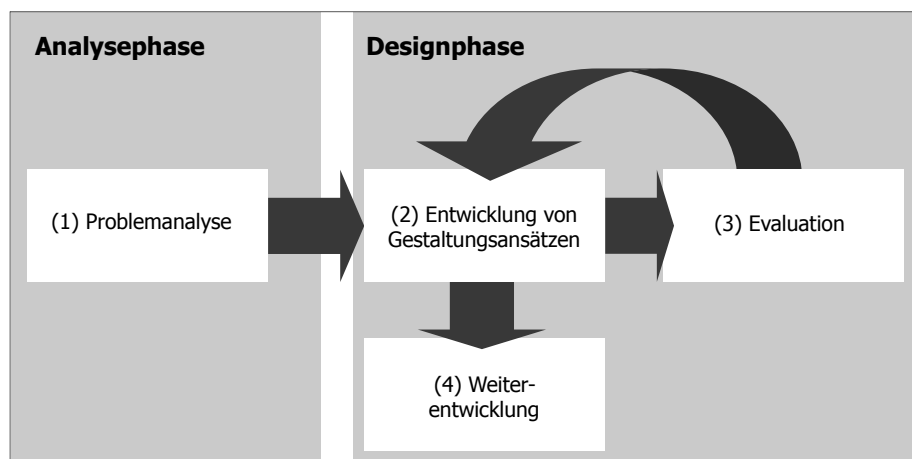 Analysephase
Designphase
(1) Problemanalyse
(2) Entwicklung von
Gestaltungsansätzen
(3) Evaluation
(4) Weiter-
entwicklung